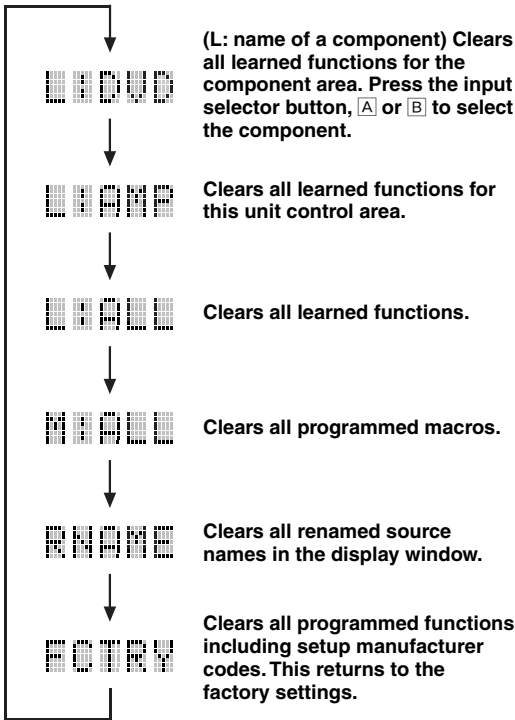 (L: name of a component) Clears
all learned functions for the
component area. Press the input
selector button, A or B to select
the component.
L:DVD
Clears all learned functions for
this unit control area.
L:AMP
Clears all learned functions.
L:ALL
Clears all programmed macros.
M:ALL
Clears all renamed source
names in the display window.
RNAME
Clears all programmed functions
including setup manufacturer
codes. This returns to the
factory settings.
FCTRY